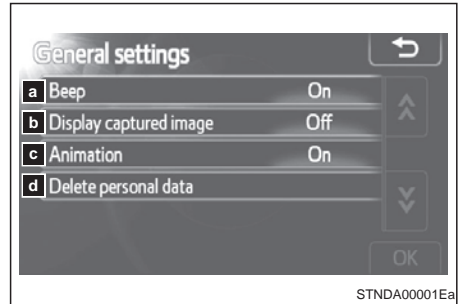 General settings
a Beep On
b Display captured image Off
c Animation On
d Delete personal data
OK
STNDA00001Ea